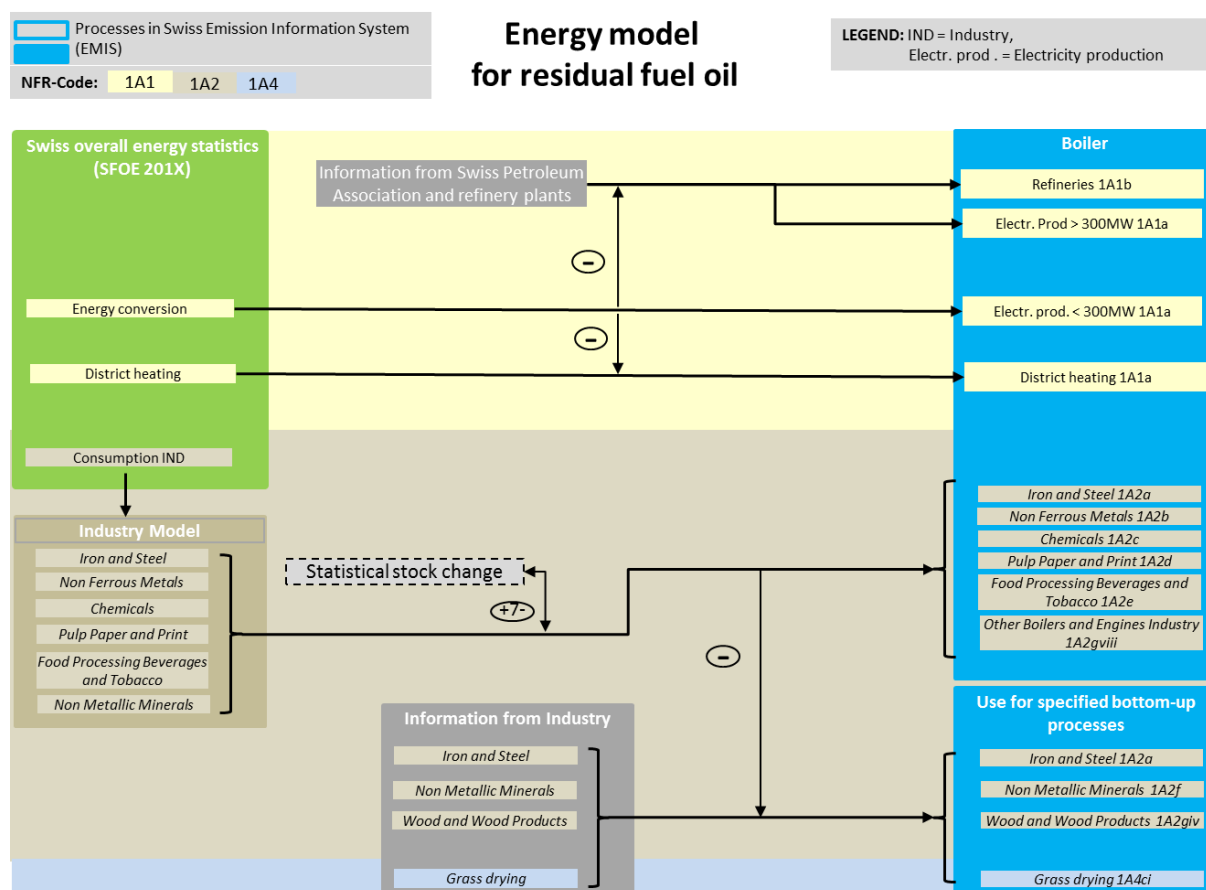 Processes in Swiss Emission Information System
(EMIS)
NFR-Code: 1A1 1A2 1A4
Energy model
for residual fuel oil
LEGEND: IND = Industry,
Electr. prod . = Electricity production
Swiss overall energy statistics
(SFOE 201X)
Energy conversion
District heating
Consumption IND
Information from Swiss Petroleum
Association and refinery plants
-
-
Boiler
Refineries 1A1b
Electr. Prod > 300MW 1A1a
Electr. prod. < 300MW 1A1a
District heating 1A1a
Iron and Steel 1A2a
Non Ferrous Metals 1A2b
Chemicals 1A2c
Pulp Paper and Print 1A2d
Food Processing Beverages and
Tobacco 1A2e
Other Boilers and Engines Industry
1A2gviii
Industry Model
Iron and Steel
Non Ferrous Metals
Chemicals
Pulp Paper and Print
Food Processing Beverages
and Tobacco
Non Metallic Minerals
Statistical stock change
+7-
-
Information from Industry
Iron and Steel
Non Metallic Minerals
Wood and Wood Products
Grass drying
Use for specified bottom-up
processes
Iron and Steel 1A2a
Non Metallic Minerals 1A2f
Wood and Wood Products 1A2giv
Grass drying 1A4ci